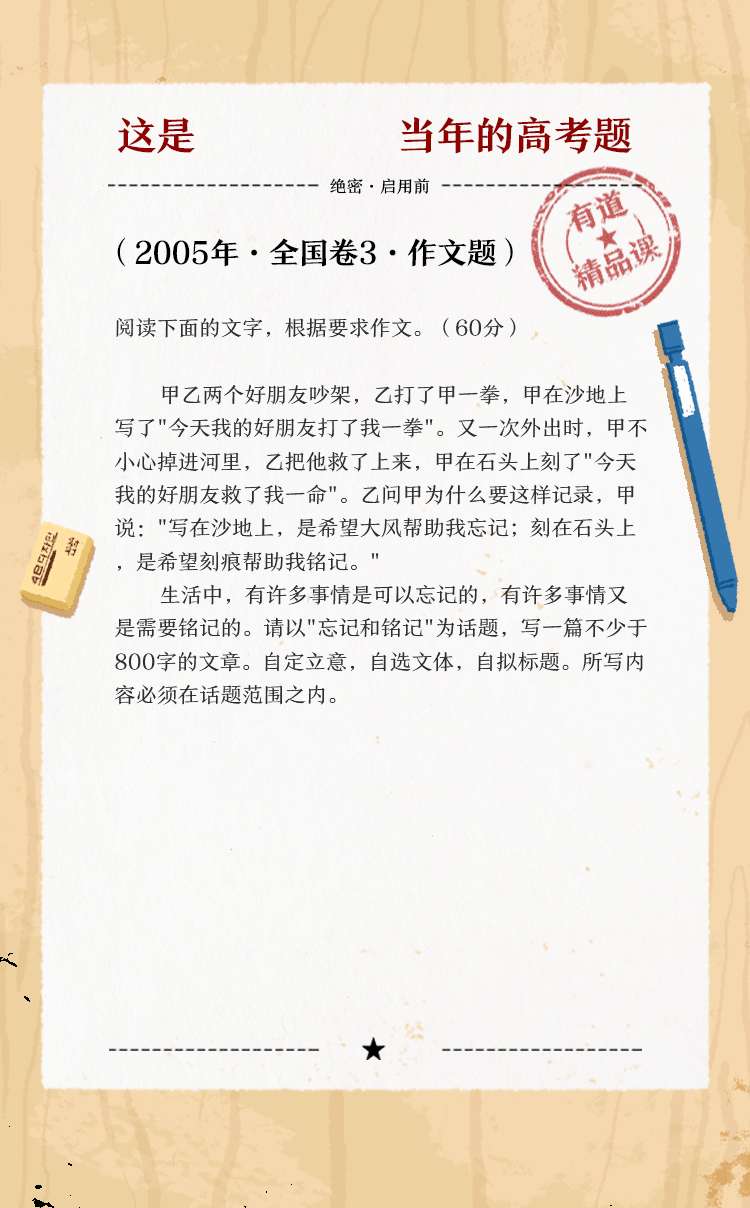 这是 当年的高考题
绝密·启用前
有道
精品课
（2005年·全国卷3·作文题）
阅读下面的文字，根据要求作文。（60分）
甲乙两个好朋友吵架，乙打了甲一拳，甲在沙地上
写了"今天我的好朋友打了我一拳"。又一次外出时，甲不
小心掉进河里，乙把他救了上来，甲在石头上刻了"今天
我的好朋友救了我一命"。乙问甲为什么要这样记录，甲
说："写在沙地上，是希望大风帮助我忘记；刻在石头上
，是希望刻痕帮助我铭记。"
生活中，有许多事情是可以忘记的，有许多事情又
是需要铭记的。请以"忘记和铭记"为话题，写一篇不少于
800字的文章。自定立意，自选文体，自拟标题。所写内
容必须在话题范围之内。